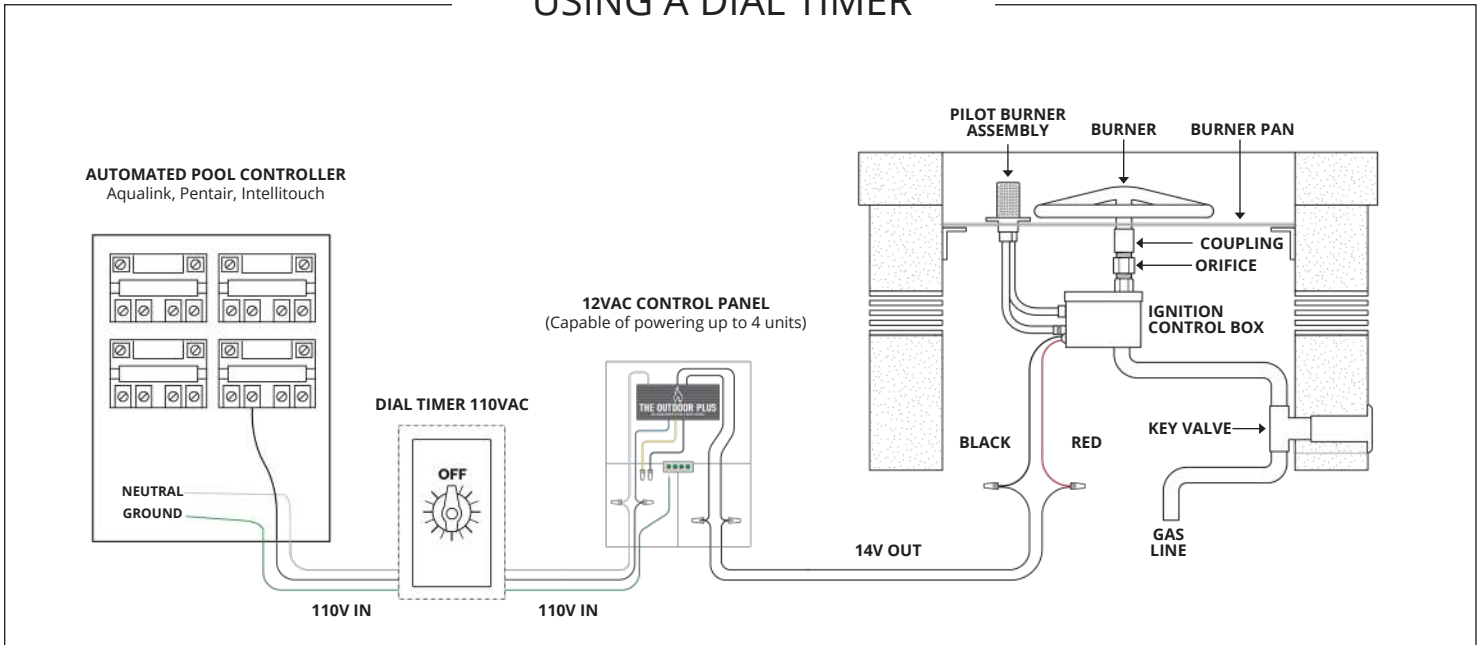 USING A DIAL TIMER
AUTOMATED POOL CONTROLLER
Aqualink, Pentair, Intellitouch
NEUTRAL
GROUND
110V IN
DIAL TIMER 110VAC
OFF
110V IN
12VAC CONTROL PANEL
(Capable of powering up to 4 units)
THE OUTDOOR PLUS
14V OUT
BLACK
RED
PILOT BURNER
ASSEMBLY
BURNER
BURNER PAN
COUPLING
ORIFICE
IGNITION
CONTROL BOX
KEY VALVE
GAS
LINE